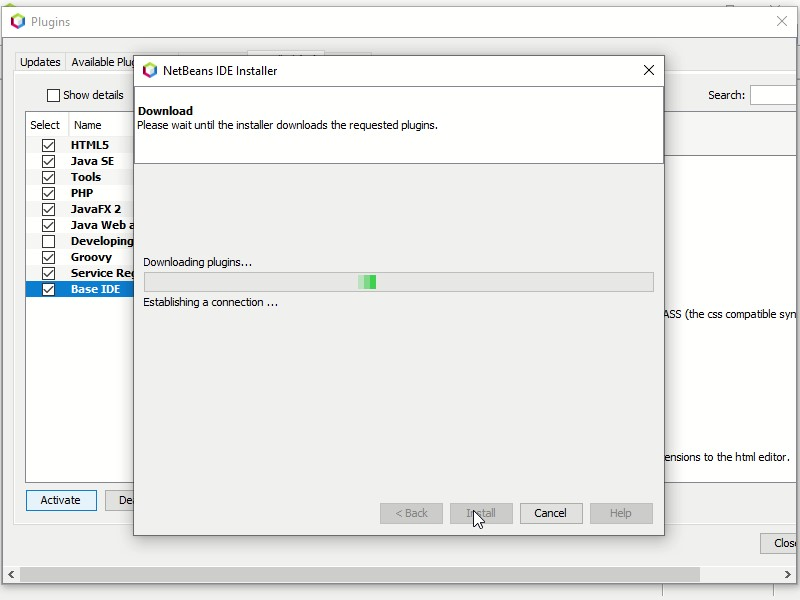 Plugins
Updates Available Plug
Show details
Search:
Select Name
HTML5
Java SE
Tools
PHP
JavaFX 2
Java Web a
Developing
Groovy
Service Reg
Base IDE
Activate
De
NetBeans IDE Installer
Download
Please wait until the installer downloads the requested plugins.
Downloading plugins...
Establishing a connection ...
< Back Install Cancel Help
ASS (the css compatible syn
ensions to the html editor.
Close